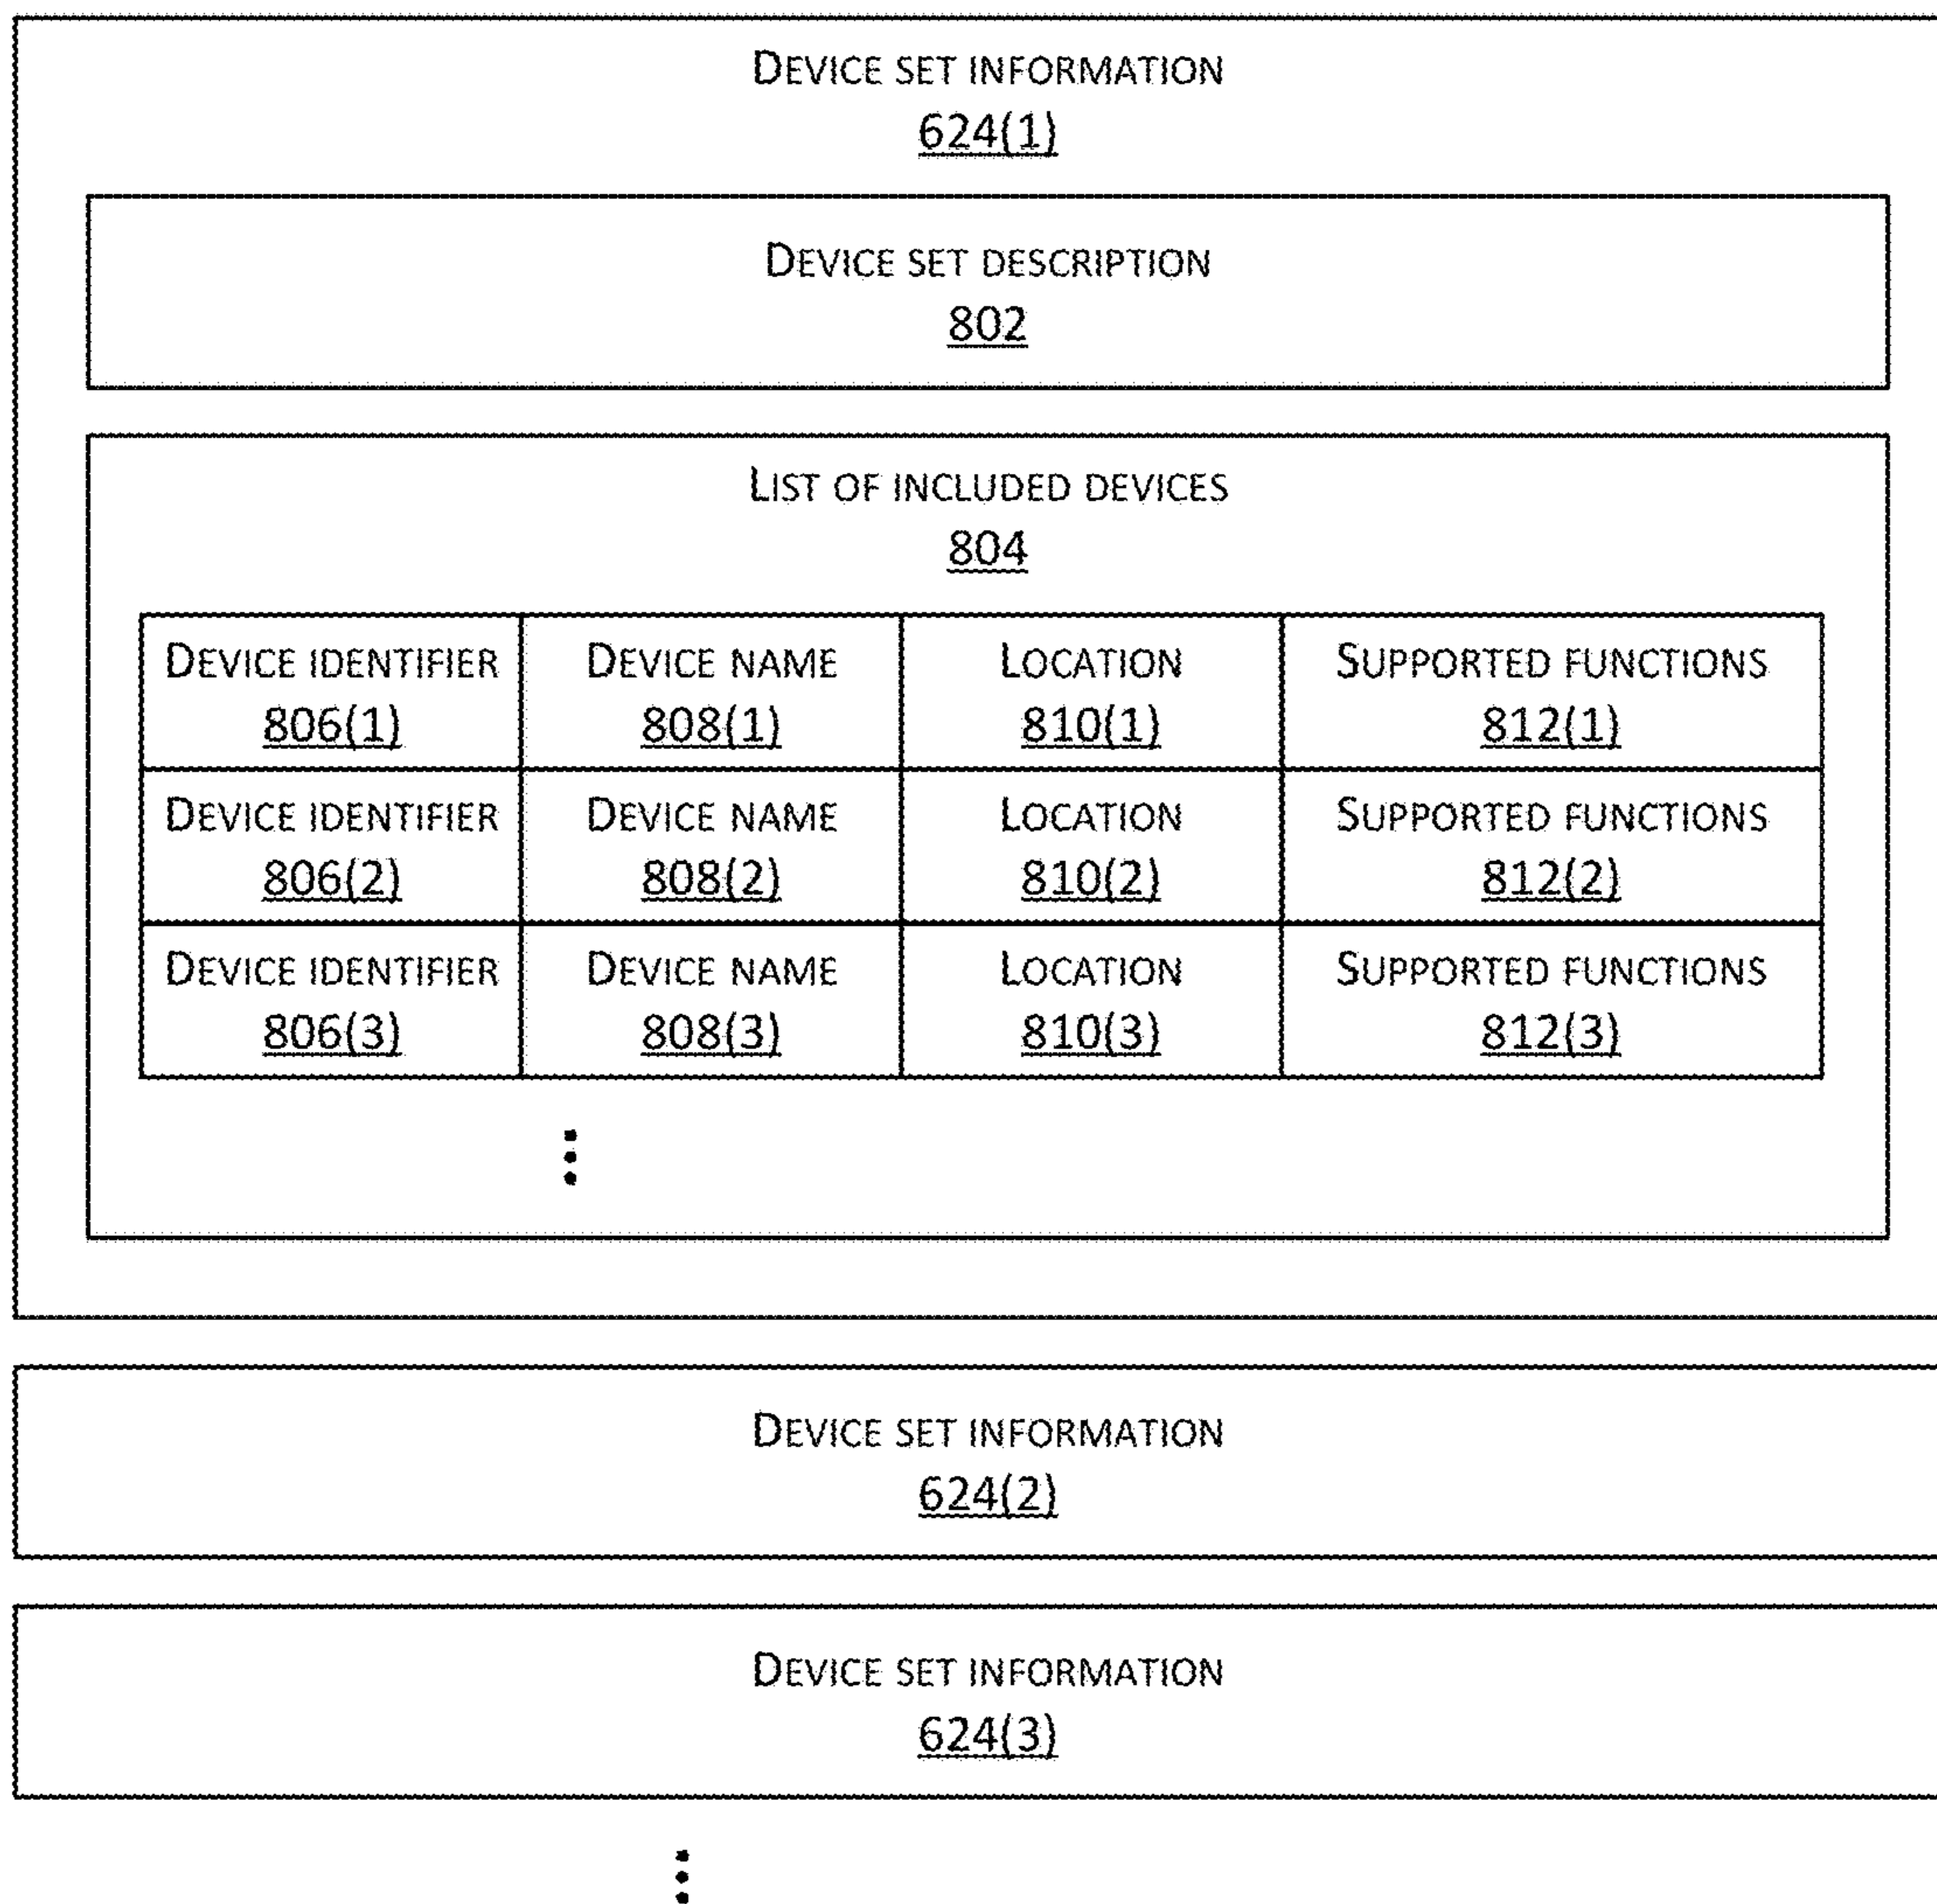 DEVICE SET INFORMATION
624(1)
DEVICE SET DESCRIPTION
802
LIST OF INCLUDED DEVICES
804
DEVICE IDENTIFIER DEVICE NAME LOCATION SUPPORTED FUNCTIONS
806(1) 808(1) 810(1) 812(1)
DEVICE IDENTIFIER DEVICE NAME LOCATION SUPPORTED FUNCTIONS
806(2) 808(2) 810(2) 812(2)
DEVICE IDENTIFIER DEVICE NAME LOCATION SUPPORTED FUNCTIONS
806(3) 808(3) 810(3) 812(3)
DEVICE SET INFORMATION
624(2)
DEVICE SET INFORMATION
624(3)